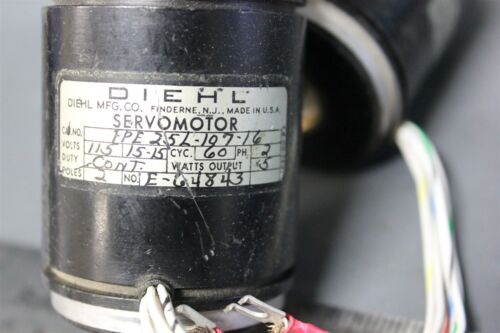 DIEHL
DIEHL MFG. CO. FINDERNE, N.J., MADE IN U.S.A.
SERVOMOTOR
CAT. NO. FPE 25L-107-16
VOLTS 115 15-15 CYC. 60 PH. 2
DUTY CONT. WATTS OUTPUT 5
POLES 2 NO. E-64843